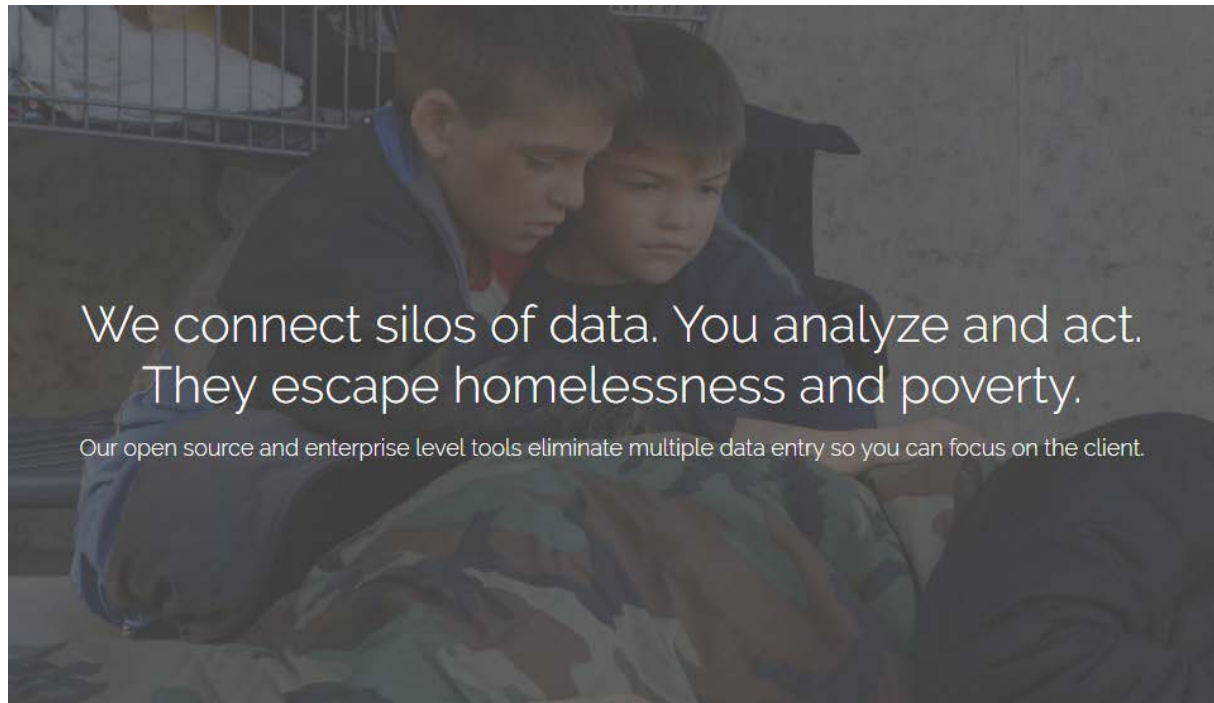 We connect silos of data. You analyze and act.
They escape homelessness and poverty.
Our open source and enterprise level tools eliminate multiple data entry so you can focus on the client.